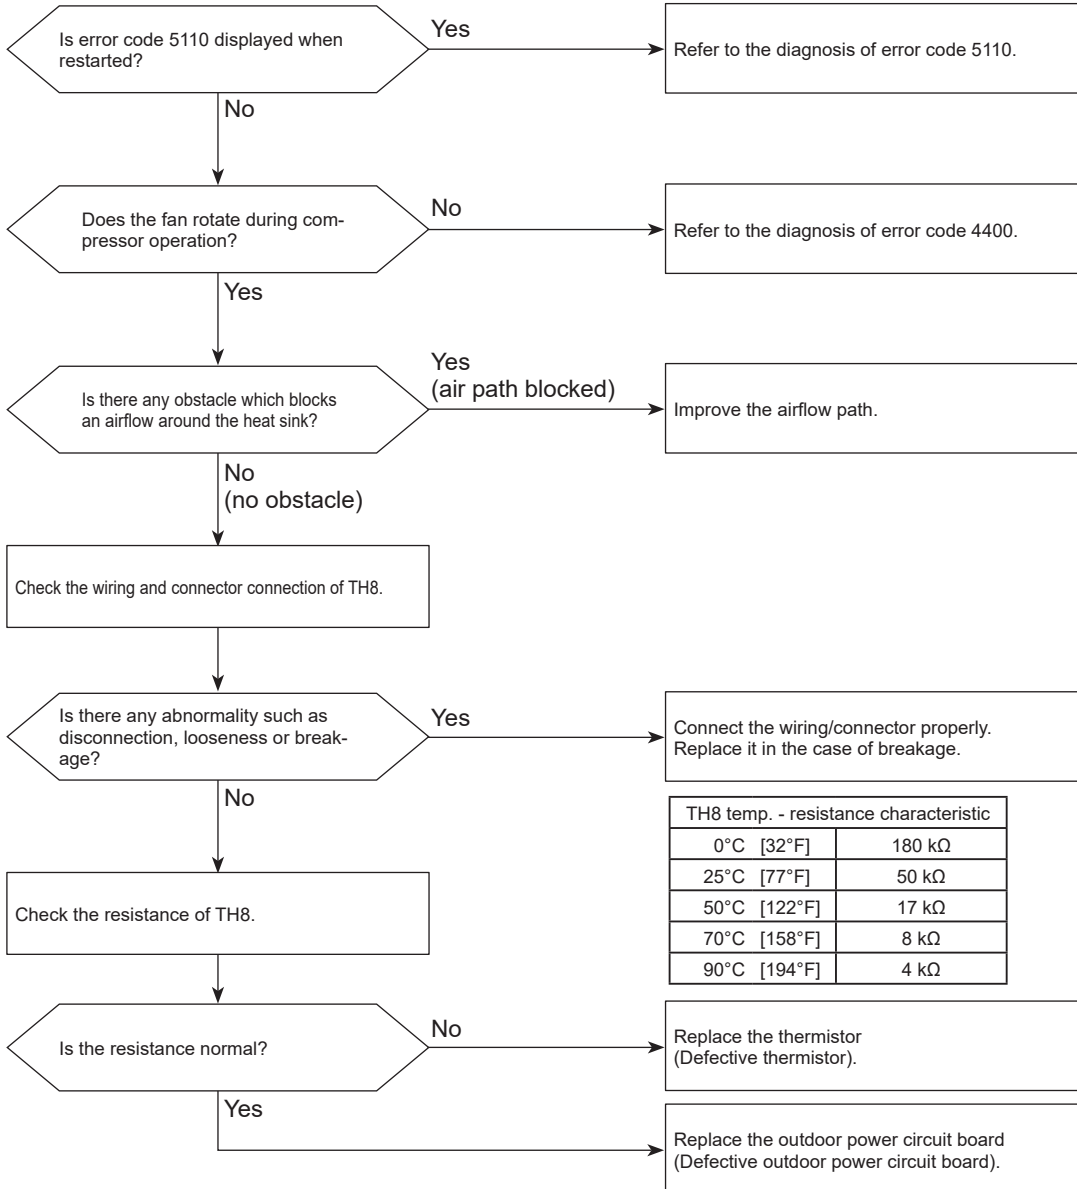 Is error code 5110 displayed when
restarted?
Yes
Refer to the diagnosis of error code 5110.
No
Does the fan rotate during com-
pressor operation?
No
Refer to the diagnosis of error code 4400.
Yes
Is there any obstacle which blocks
an airflow around the heat sink?
Yes
(air path blocked)
Improve the airflow path.
No
(no obstacle)
Check the wiring and connector connection of TH8.
Is there any abnormality such as
disconnection, looseness or break-
age?
Yes
Connect the wiring/connector properly.
Replace it in the case of breakage.
No
TH8 temp. - resistance characteristic
0°C [32°F] 180 kΩ
25°C [77°F] 50 kΩ
50°C [122°F] 17 kΩ
70°C [158°F] 8 kΩ
90°C [194°F] 4 kΩ
Check the resistance of TH8.
Is the resistance normal?
No
Replace the thermistor
(Defective thermistor).
Yes
Replace the outdoor power circuit board
(Defective outdoor power circuit board).